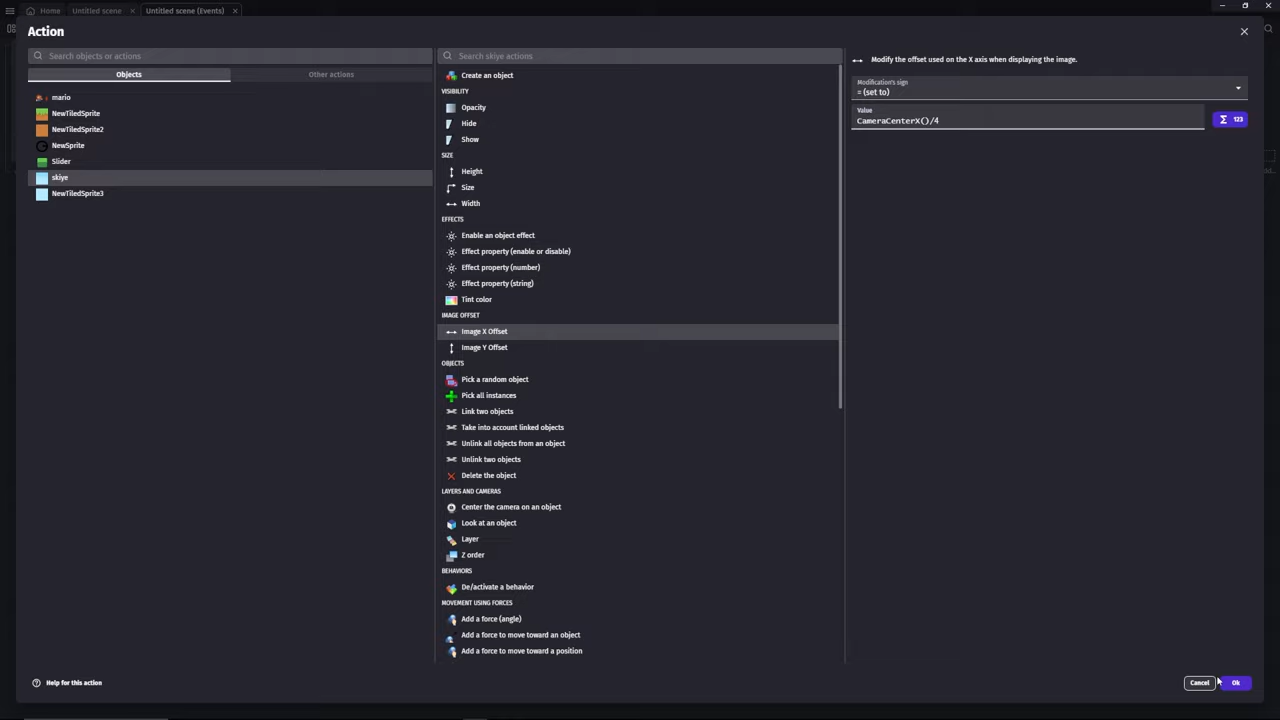 Home
Untitled scene
Untitled scene (Events)
Action
Search objects or actions
Objects
Other actions
mario
NewTiledSprite
NewTiledSprite2
NewSprite
Slider
skiye
NewTiledSprite3
Search skiye actions
Create an object
VISIBILITY
Opacity
Hide
Show
SIZE
Height
Size
Width
EFFECTS
Enable an object effect
Effect property (enable or disable)
Effect property (number)
Effect property (string)
Tint color
IMAGE OFFSET
Image X Offset
Image Y Offset
OBJECTS
Pick a random object
Pick all instances
Link two objects
Take into account linked objects
Unlink all objects from an object
Unlink two objects
Delete the object
LAYERS AND CAMERAS
Center the camera on an object
Look at an object
Layer
Z order
BEHAVIORS
De/activate a behavior
MOVEMENT USING FORCES
Add a force (angle)
Add a force to move toward an object
Add a force to move toward a position
Modify the offset used on the X axis when displaying the image.
Modification's sign
= (set to)
Value
CameraCenterX()/4
Σ 123
Help for this action
Cancel
Ok